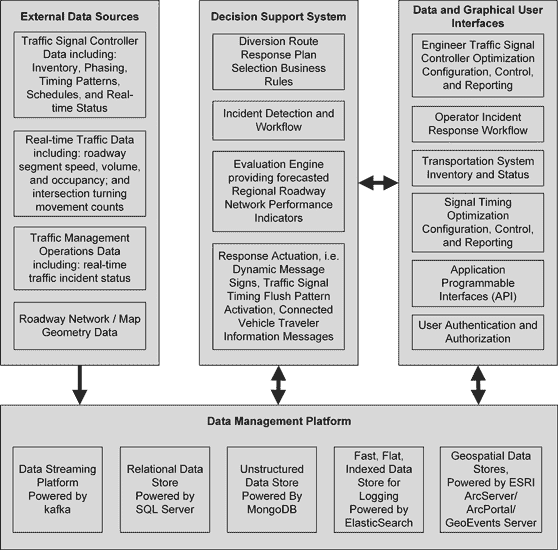 External Data Sources
Traffic Signal Controller
Data including:
Inventory, Phasing,
Timing Patterns,
Schedules, and Real-
time Status
Real-time Traffic Data
including: roadway
segment speed, volume,
and occupancy; and
intersection turning
movement counts
Traffic Management
Operations Data
including: real-time
traffic incident status
Roadway Network / Map
Geometry Data
Decision Support System
Diversion Route
Response Plan
Selection Business
Rules
Incident Detection and
Workflow
Evaluation Engine
providing forecasted
Regional Roadway
Network Performance
Indicators
Response Actuation, i.e.
Dynamic Message
Signs, Traffic Signal
Timing Flush Pattern
Activation, Connected
Vehicle Traveler
Information Messages
Data and Graphical User
Interfaces
Engineer Traffic Signal
Controller Optimization
Configuration, Control,
and Reporting
Operator Incident
Response Workflow
Transportation System
Inventory and Status
Signal Timing
Optimization
Configuration, Control,
and Reporting
Application
Programmable
Interfaces (API)
User Authentication and
Authorization
Data Management Platform
Data Streaming
Platform
Powered by
kafka
Relational Data
Store
Powered by
SQL Server
Unstructured
Data Store
Powered By
MongoDB
Fast, Flat,
Indexed Data
Store for
Logging
Powered by
ElasticSearch
Geospatial Data
Stores,
Powered by ESRI
ArcServer/
ArcPortal/
GeoEvents Server